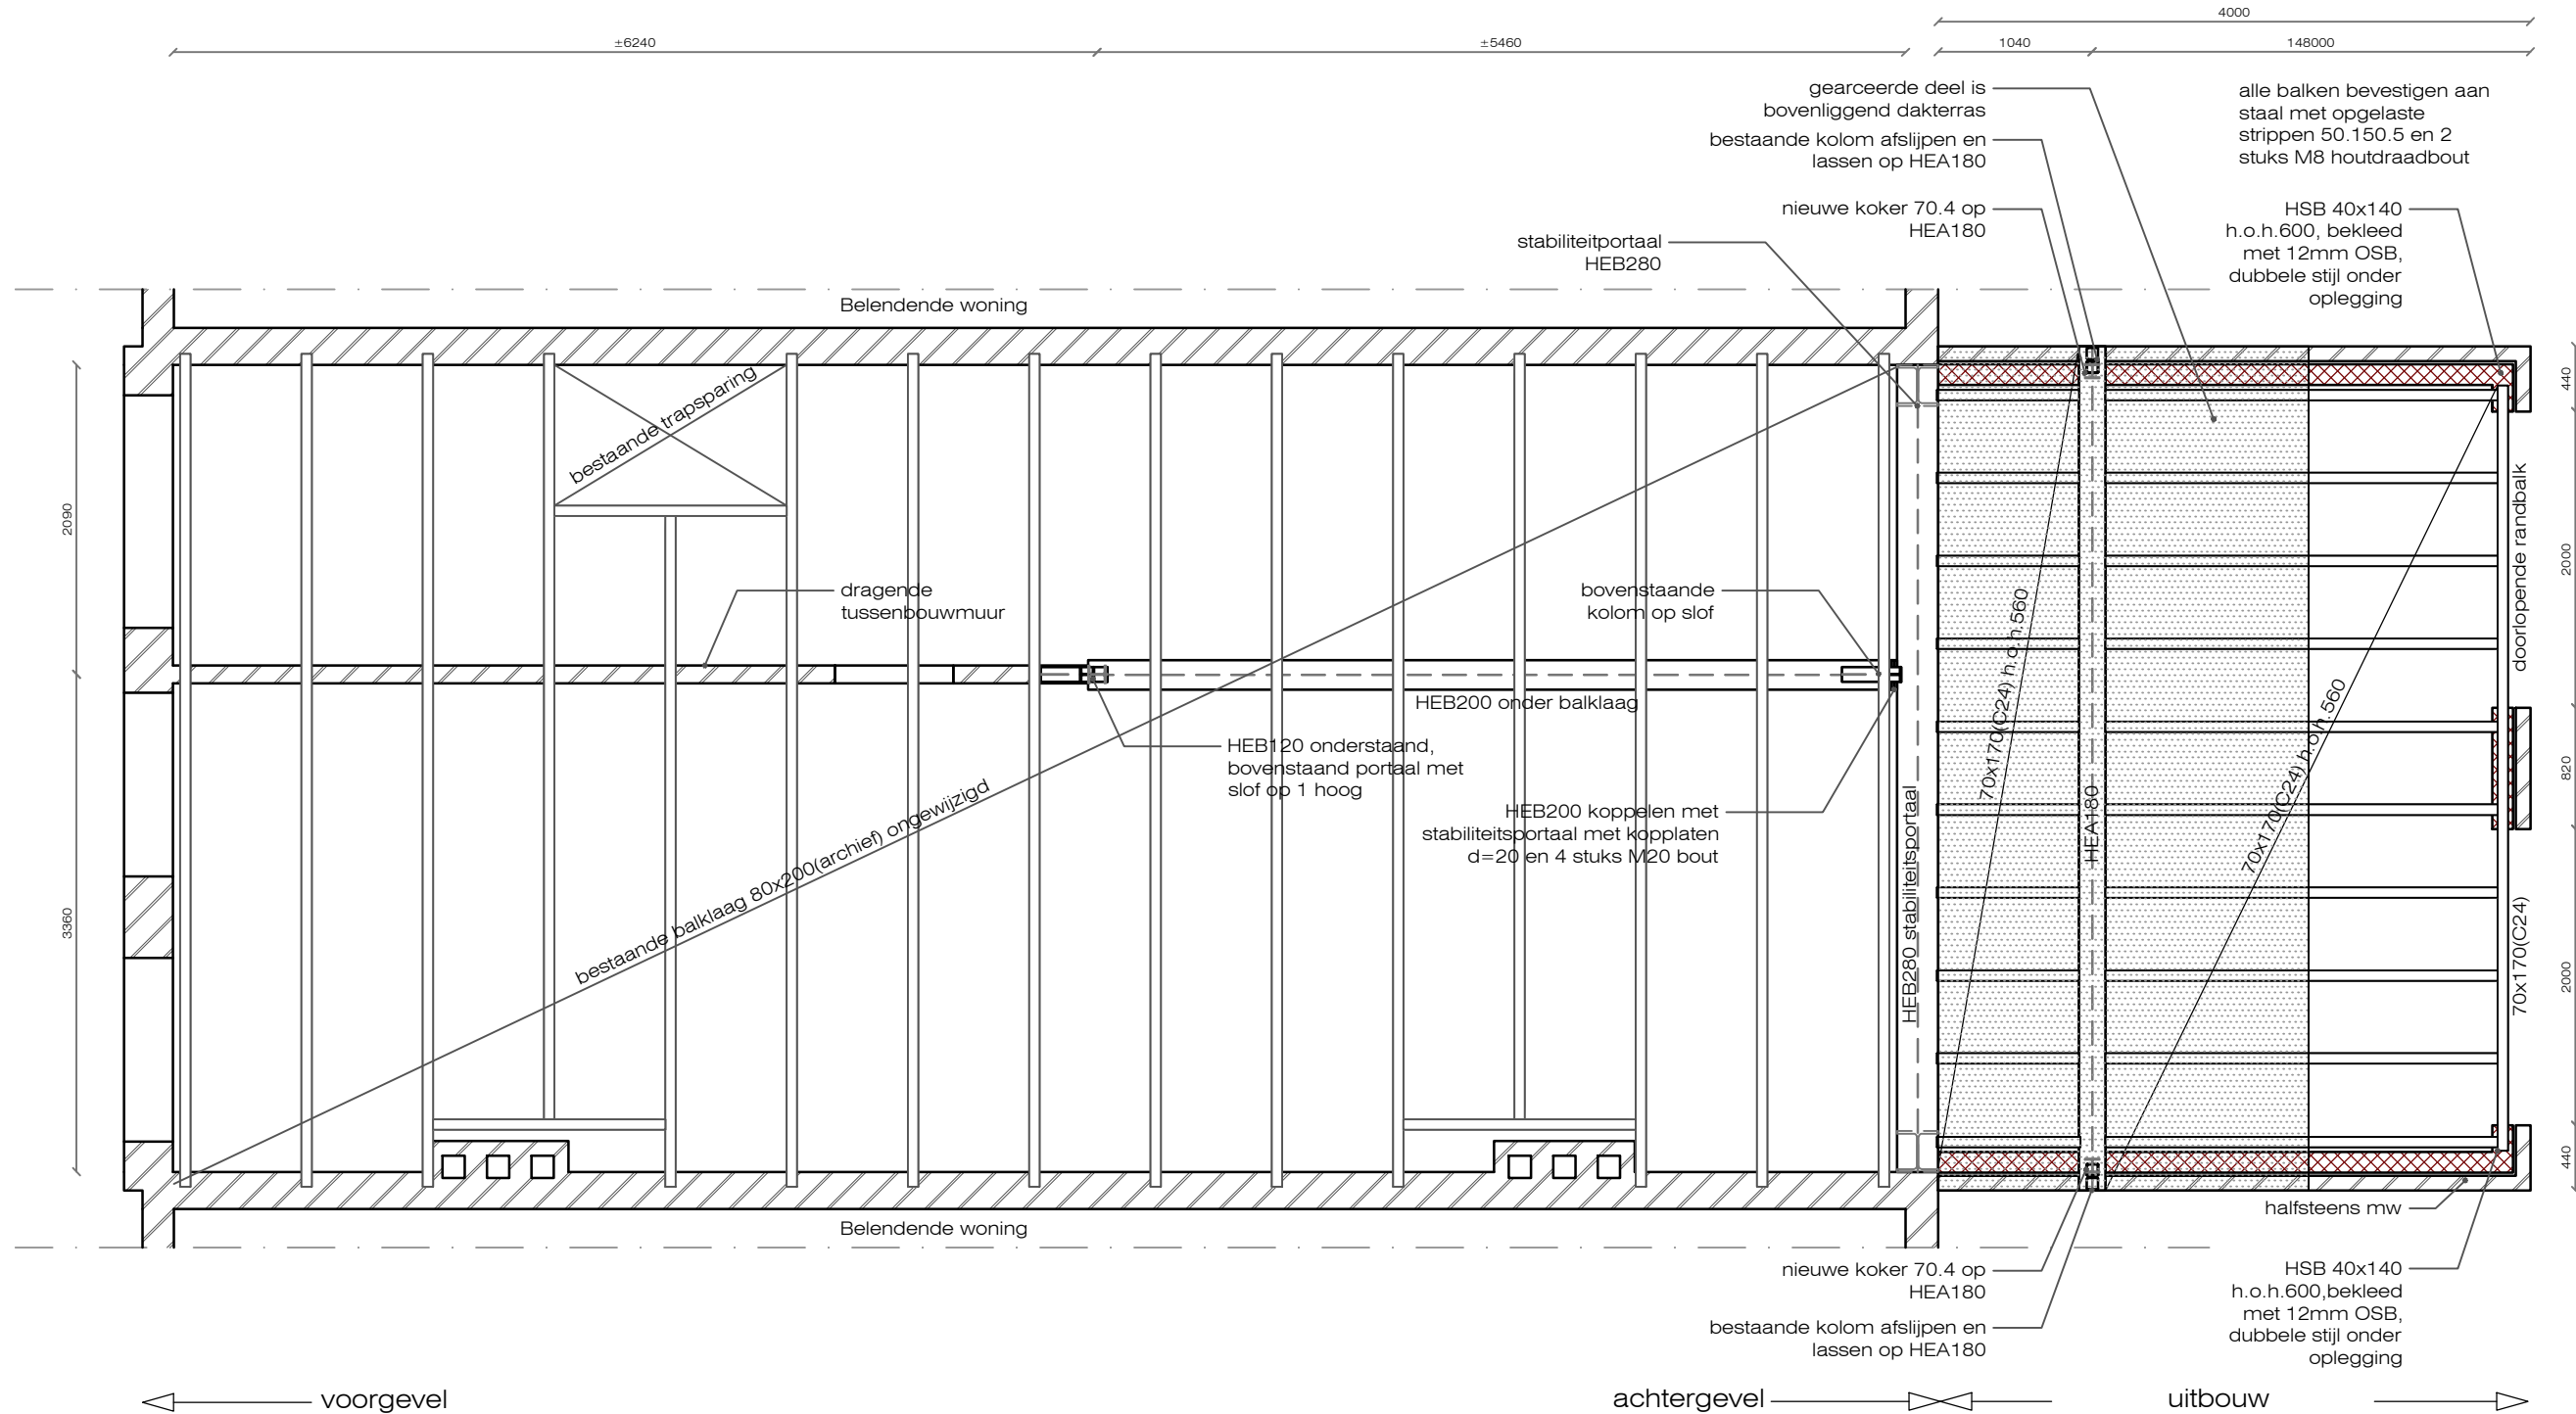 4000
±6240
±5460
1040
148000
gearceerde deel is
bovenliggend dakterras
bestaande kolom afslijpen en
lassen op HEA180
nieuwe koker 70.4 op
HEA180
stabiliteitportaal
HEB280
alle balken bevestigen aan
staal met opgelaste
strippen 50.150.5 en 2
stuks M8 houtdraadbout
HSB 40x140
h.o.h.600, bekleed
met 12mm OSB,
dubbele stijl onder
oplegging
Belendende woning
bestaande trapsparing
2090
3360
440
2000
820
2000
440
dragende
tussenbouwmuur
bovenstaande
kolom op slof
HEB200 onder balklaag
HEB120 onderstaand,
bovenstaand portaal met
slof op 1 hoog
HEB200 koppelen met
stabiliteitsportaal met kopplaten
d=20 en 4 stuks M20 bout
bestaande balklaag 80x200(archief) ongewijzigd
HEB280 stabiliteitsportaal
70x170(C24) h.o.h.560
HEA180
70x170(C24) h.o.h.560
doorlopende randbalk
70x170(C24)
Belendende woning
halfsteens mw
nieuwe koker 70.4 op
HEA180
bestaande kolom afslijpen en
lassen op HEA180
HSB 40x140
h.o.h.600,bekleed
met 12mm OSB,
dubbele stijl onder
oplegging
voorgevel
achtergevel
uitbouw